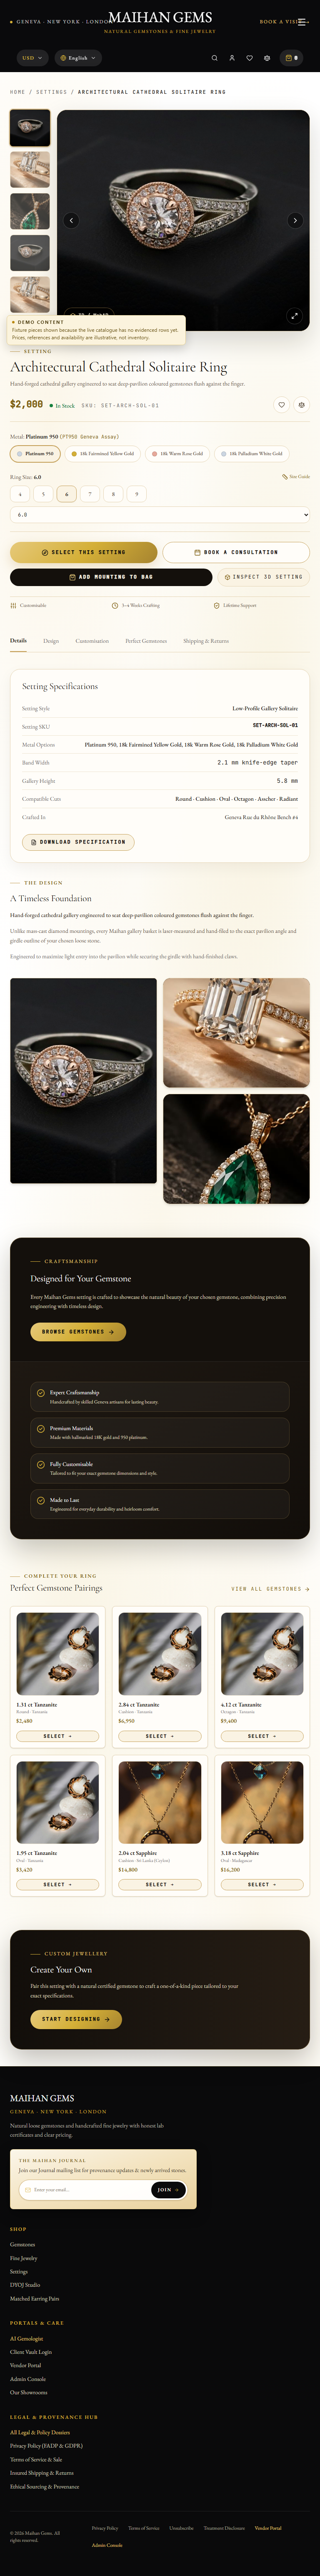 GENEVA · NEW YORK · LONDON
MAIHAN GEMS
NATURAL GEMSTONES & FINE JEWELRY
BOOK A VISIT
USD
English
0
HOME / SETTINGS / ARCHITECTURAL CATHEDRAL SOLITAIRE RING
DEMO CONTENT
Future pieces shown because the live catalogue has no evidenced rows yet.
Prices, references and availability are illustrative, not inventory.
SETTING
Architectural Cathedral Solitaire Ring
Hand-forged cathedral gallery engineered to seat deep-pavilion coloured gemstones flush against the finger.
$2,000
In Stock
SKU: SET-ARCH-SOL-01
Metal: Platinum 950 (PT950 Geneva Assay)
Platinum 950
18k Fairmined Yellow Gold
18k Warm Rose Gold
18k Palladium White Gold
Ring Size: 6.0
Size Guide
4
5
6
7
8
9
6.0
SELECT THIS SETTING
BOOK A CONSULTATION
ADD MOUNTING TO BAG
INSPECT 3D SETTING
Customizable
3–4 Weeks Crafting
Lifetime Support
Details
Design
Customization
Perfect Gemstones
Shipping & Returns
Setting Specifications
Setting Style
Low-Profile Gallery Solitaire
Setting SKU
SET-ARCH-SOL-01
Metal Options
Platinum 950, 18k Fairmined Yellow Gold, 18k Warm Rose Gold, 18k Palladium White Gold
Band Width
2.1 mm knife-edge taper
Gallery Height
5.8 mm
Compatible Cuts
Round · Cushion · Oval · Octagon · Asscher · Radiant
Crafted In
Geneva Rue du Rhône Bench #4
DOWNLOAD SPECIFICATION
THE DESIGN
A Timeless Foundation
Hand-forged cathedral gallery engineered to seat deep-pavilion coloured gemstones flush against the finger.
Unlike mass-cast diamond mountings, every Maihan gallery basket is laser-measured and hand-filed to the exact pavilion angle and
girdle outline of your chosen loose stone.
Engineered to maximize light entry into the pavilion while securing the girdle with hand-finished claws.
CRAFTSMANSHIP
Designed for Your Gemstone
Every Maihan Gems setting is crafted to showcase the natural beauty of your chosen gemstone, combining precision
engineering with timeless design.
BROWSE GEMSTONES
Expert Craftsmanship
Handcrafted by skilled Geneva artisans for lasting beauty.
Premium Materials
Made with hallmarked 18K gold and 950 platinum.
Fully Customizable
Tailored to fit your exact gemstone dimensions and style.
Made to Last
Engineered for everyday durability and heirloom comfort.
COMPLETE YOUR RING
Perfect Gemstone Pairings
VIEW ALL GEMSTONES
1.31 ct Tanzanite
Round · Tanzania
$2,480
SELECT
2.84 ct Tanzanite
Cushion · Tanzania
$6,950
SELECT
4.12 ct Tanzanite
Octagon · Tanzania
$9,400
SELECT
1.95 ct Tanzanite
Oval · Tanzania
$3,420
SELECT
2.04 ct Sapphire
Cushion · Sri Lanka (Ceylon)
$14,800
SELECT
3.18 ct Sapphire
Oval · Madagascar
$16,200
SELECT
CUSTOM JEWELLERY
Create Your Own
Pair this setting with a natural certified gemstone to craft a one-of-a-kind piece tailored to your
exact specifications.
START DESIGNING
MAIHAN GEMS
GENEVA · NEW YORK · LONDON
Natural loose gemstones and handcrafted fine jewelry with honest lab
certificates and clear pricing.
THE MAIHAN JOURNAL
Join our Journal mailing list for provenance updates & newly arrived stones.
Enter your email...
JOIN
SHOP
Gemstones
Fine Jewelry
Settings
DYOJ Studio
Matched Earring Pairs
PORTALS & CARE
AI Gemologist
Client Vault Login
Vendor Portal
Admin Console
Our Showrooms
LEGAL & PROVENANCE HUB
All Legal & Policy Dossiers
Privacy Policy (FADP & GDPR)
Terms of Service & Sale
Insured Shipping & Returns
Ethical Sourcing & Provenance
© 2026 Maihan Gems. All
rights reserved.
Privacy Policy
Terms of Service
Unsubscribe
Treatment Disclosure
Vendor Portal
Admin Console